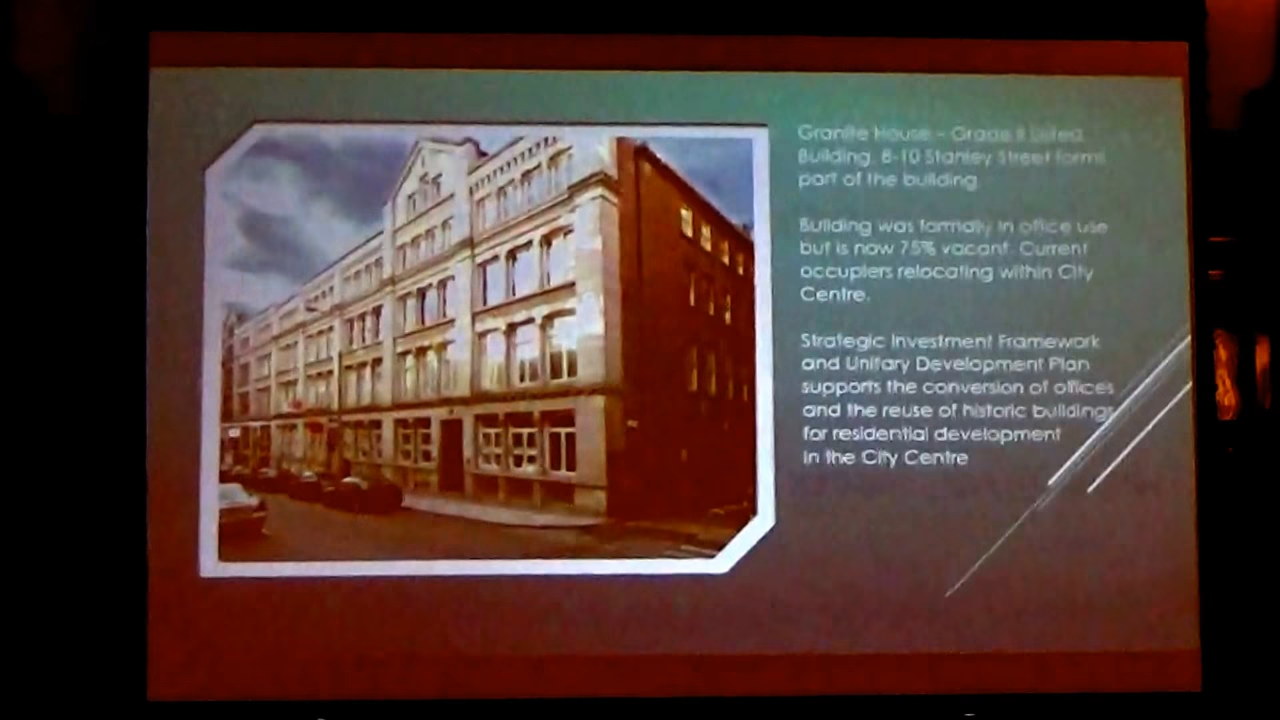 Granite House – Grade II Listed
Building. 8-10 Stanley Street forms
part of the building.
Building was formally in office use
but is now 75% vacant. Current
occupiers relocating within City
Centre.
Strategic Investment Framework
and Unitary Development Plan
supports the conversion of offices
and the reuse of historic buildings
for residential development
in the City Centre